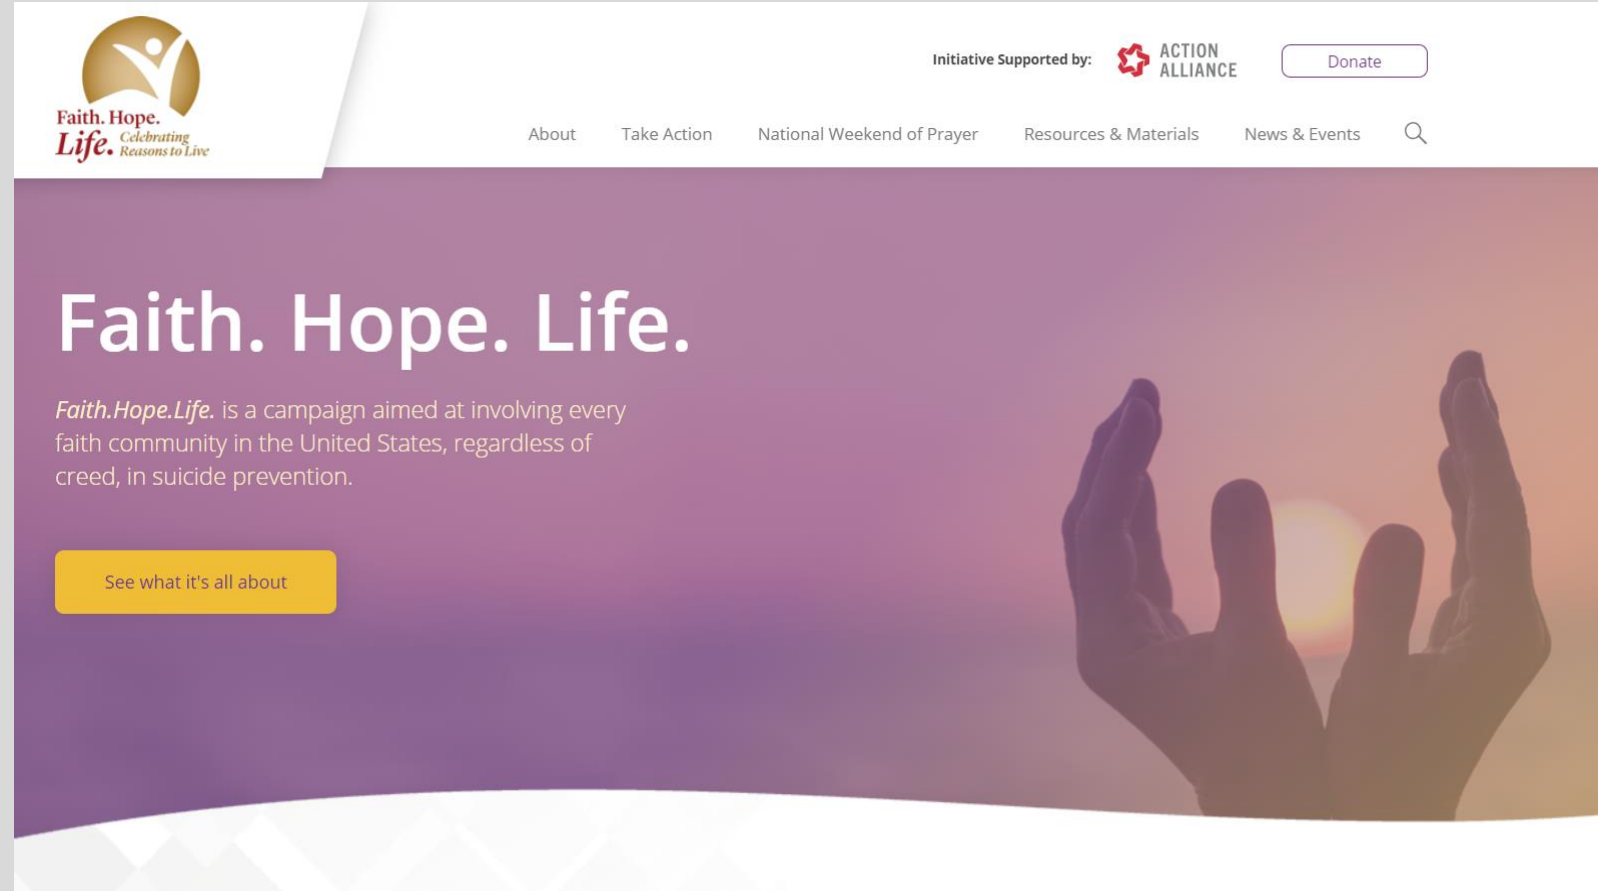 Faith. Hope.
Life. Celebrating
Reasons to Live
Initiative Supported by:
ACTION
ALLIANCE
Donate
About
Take Action
National Weekend of Prayer
Resources & Materials
News & Events
Faith. Hope. Life.
Faith.Hope.Life. is a campaign aimed at involving every
faith community in the United States, regardless of
creed, in suicide prevention.
See what it's all about